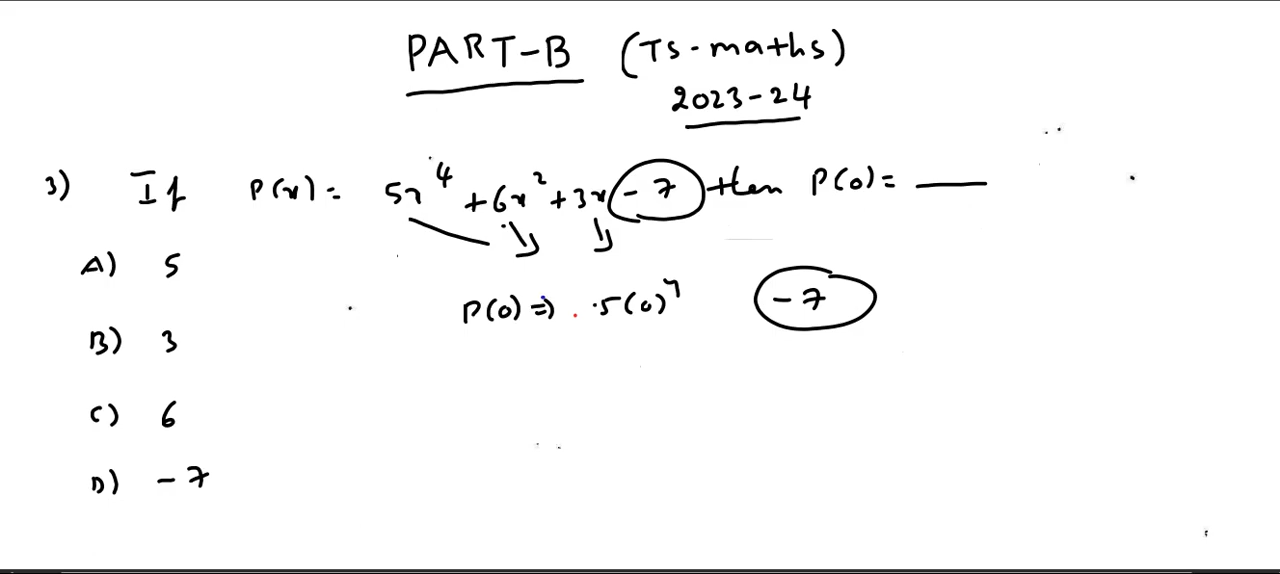 PART-B (TS-maths)
2023-24
3) If P(x) = 5x⁴ + 6x² + 3x - 7 then P(0) = ___
A) 5
P(0) ⇒ 5(0)⁴ -7
B) 3
C) 6
D) -7